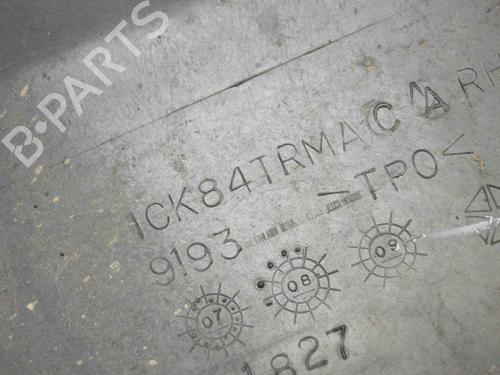 B-PARTS
1CK84TRMAC A RH
9193 >TPO<
07 08 09
1827